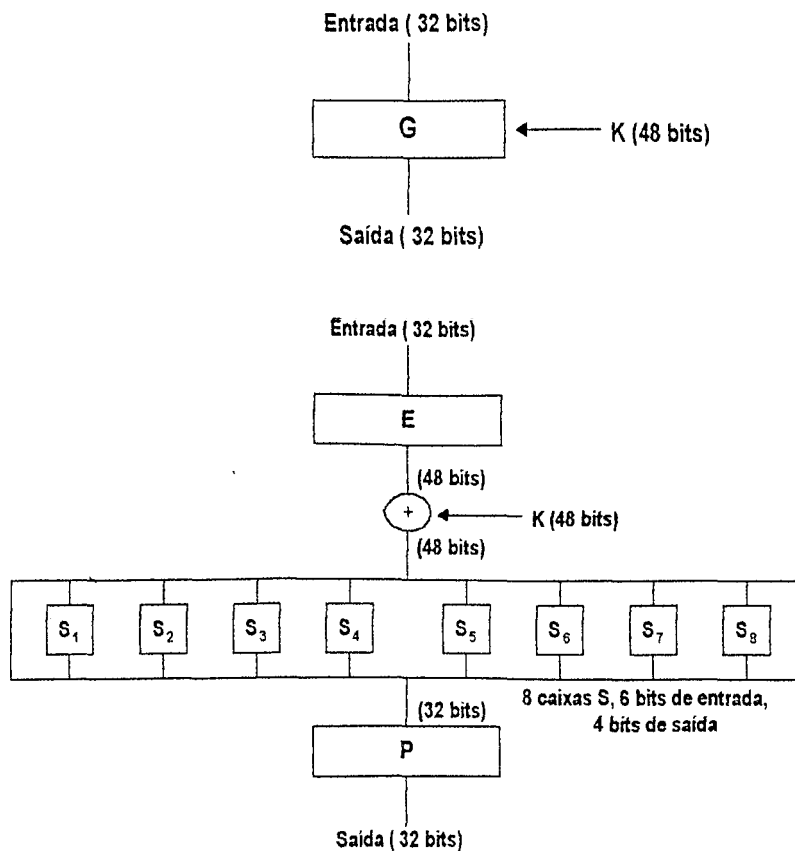 Entrada ( 32 bits)
G
K (48 bits)
Saída ( 32 bits)
Entrada ( 32 bits)
E
(48 bits)
+
K (48 bits)
(48 bits)
S1 S2 S3 S4 S5 S6 S7 S8
8 caixas S, 6 bits de entrada,
4 bits de saída
(32 bits)
P
Saída ( 32 bits)